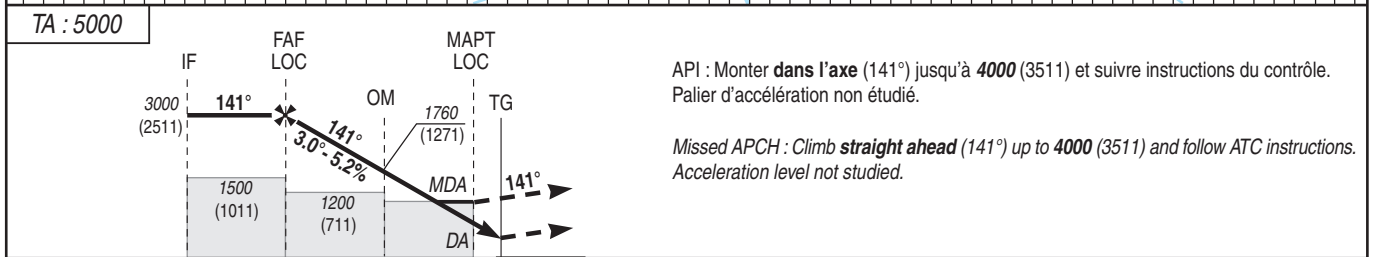 TA : 5000
FAF MAPT
IF LOC LOC
OM TG
3000 141° 1760
(2511) 141° (1271)
3.0°- 5.2%
1500 MDA 141°
(1011) 1200
(711)
DA
API : Monter dans l'axe (141°) jusqu'à 4000 (3511) et suivre instructions du contrôle.
Palier d'accélération non étudié.
Missed APCH : Climb straight ahead (141°) up to 4000 (3511) and follow ATC instructions.
Acceleration level not studied.